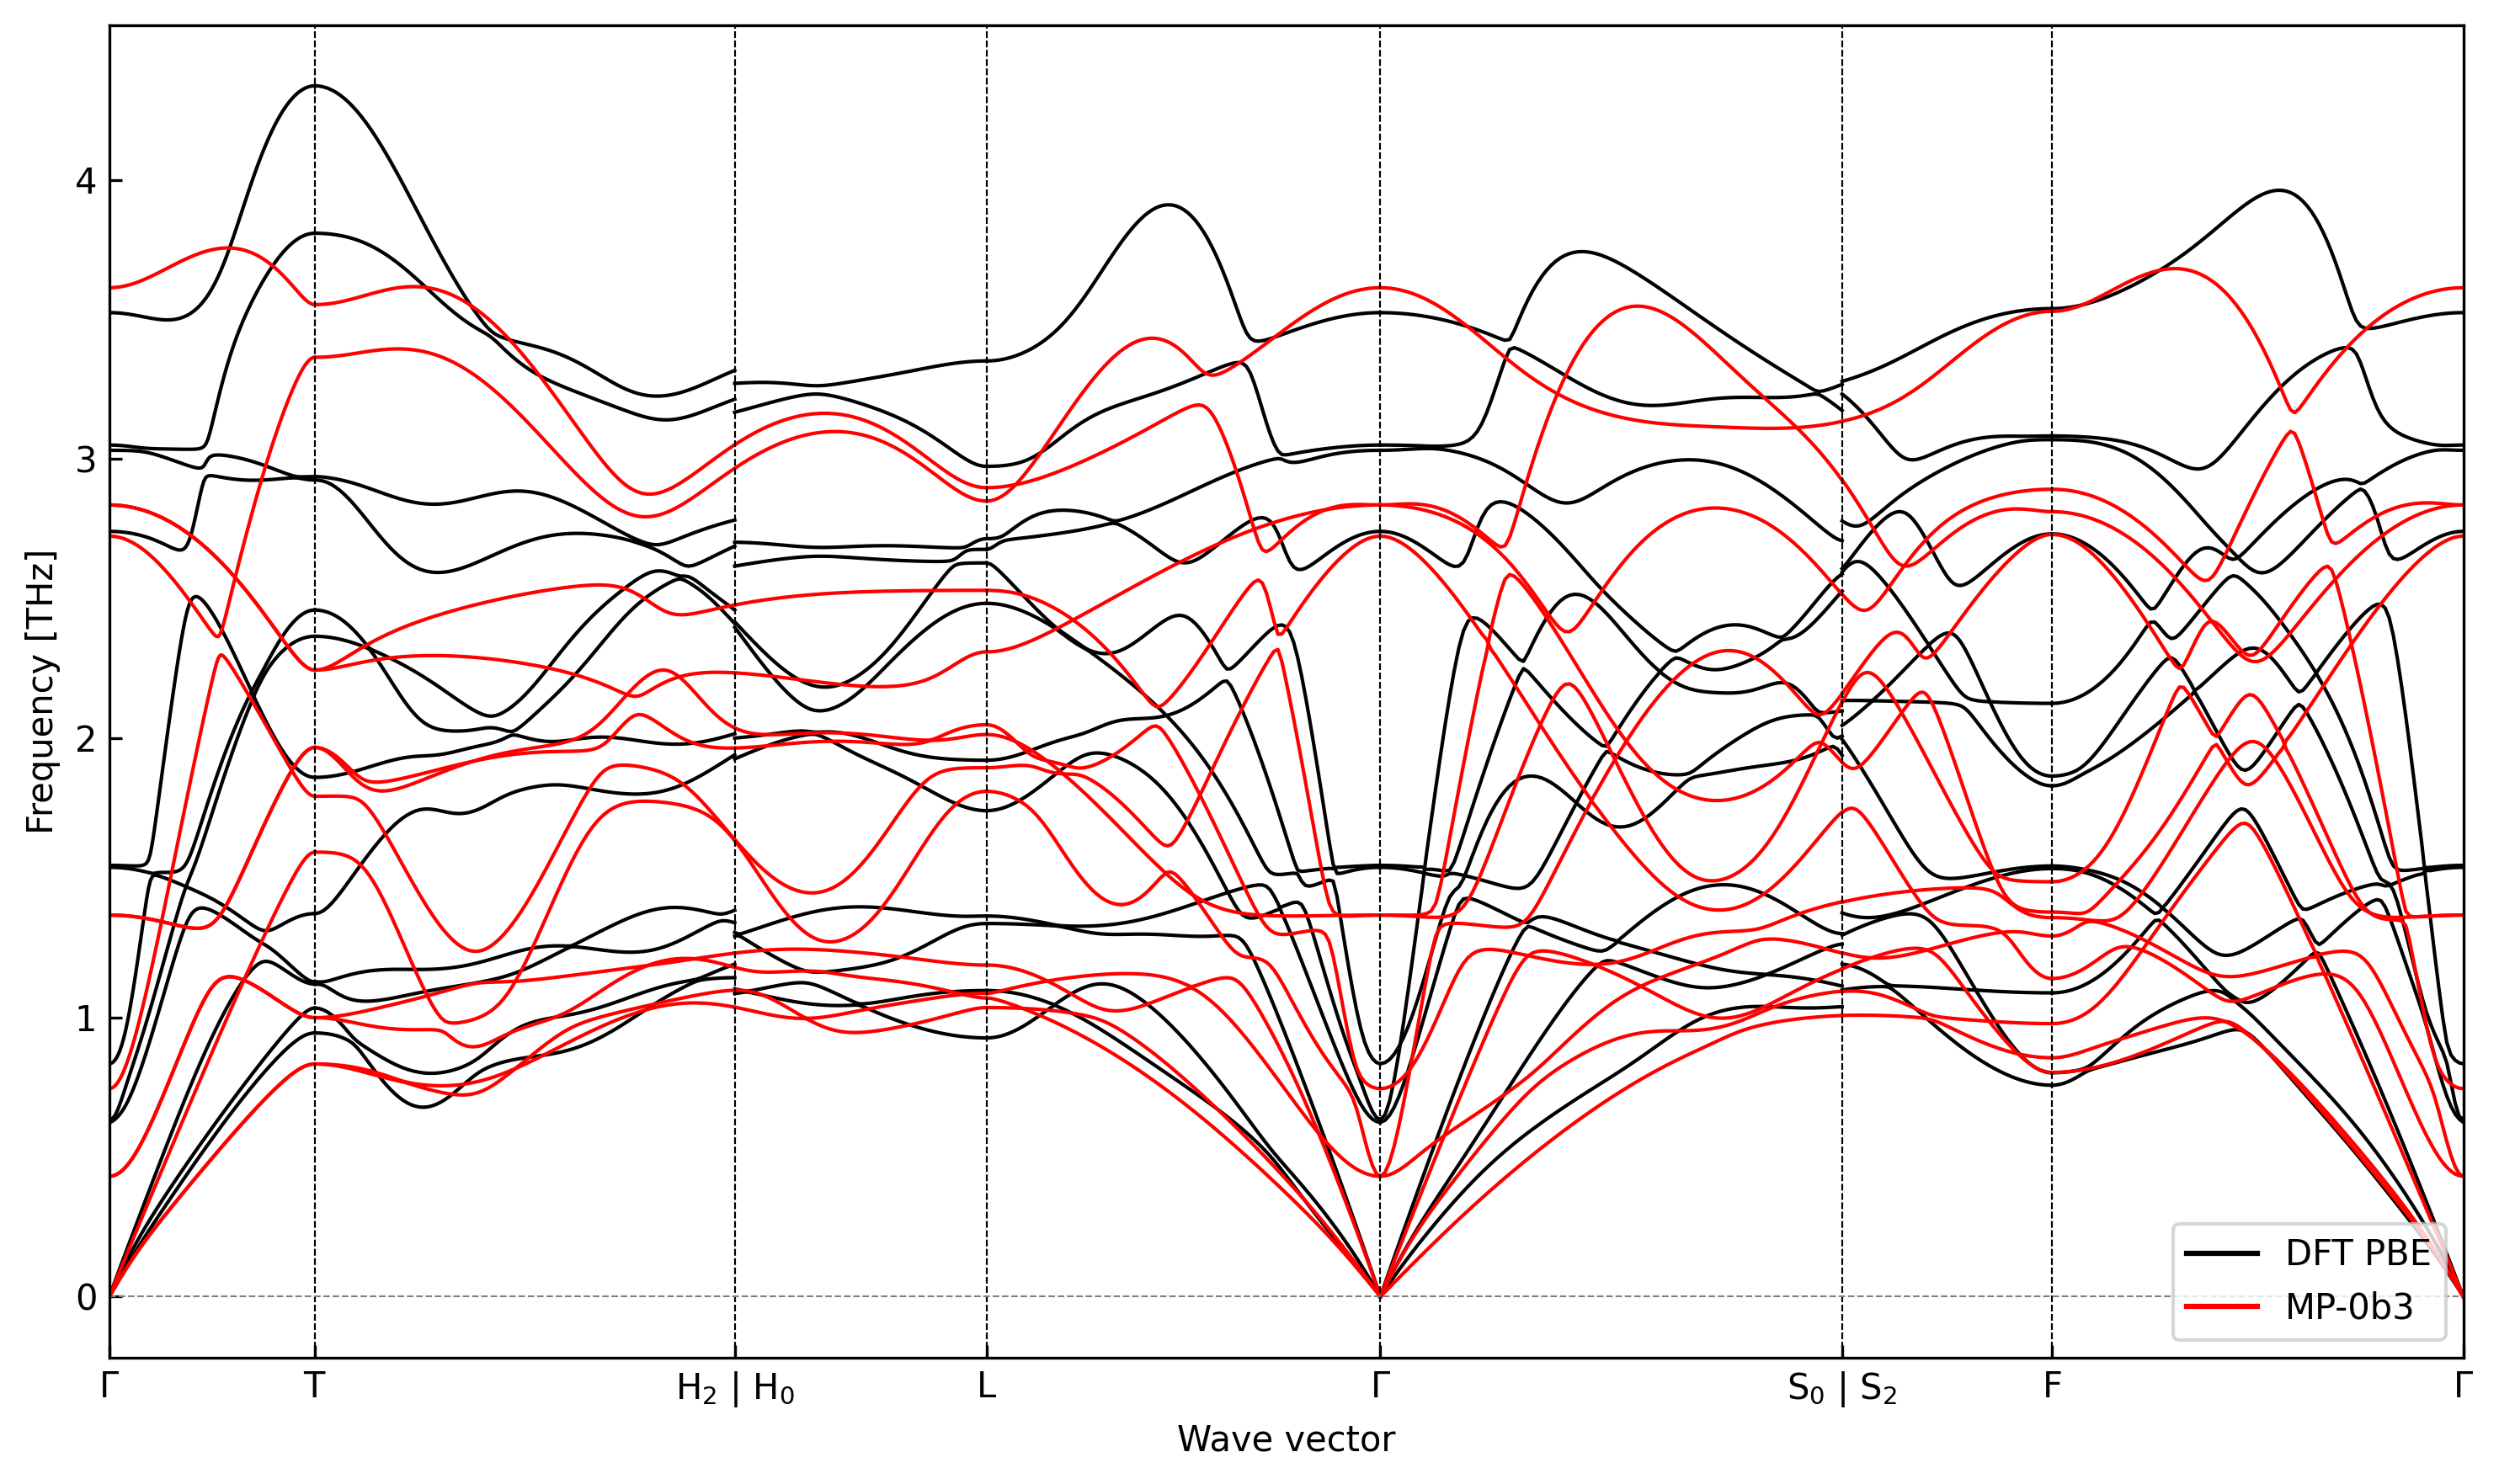 Frequency [THz]
4
3
2
1
0
DFT PBE
MP-0b3
Γ T H₂ | H₀ L Γ S₀ | S₂ F Γ
Wave vector